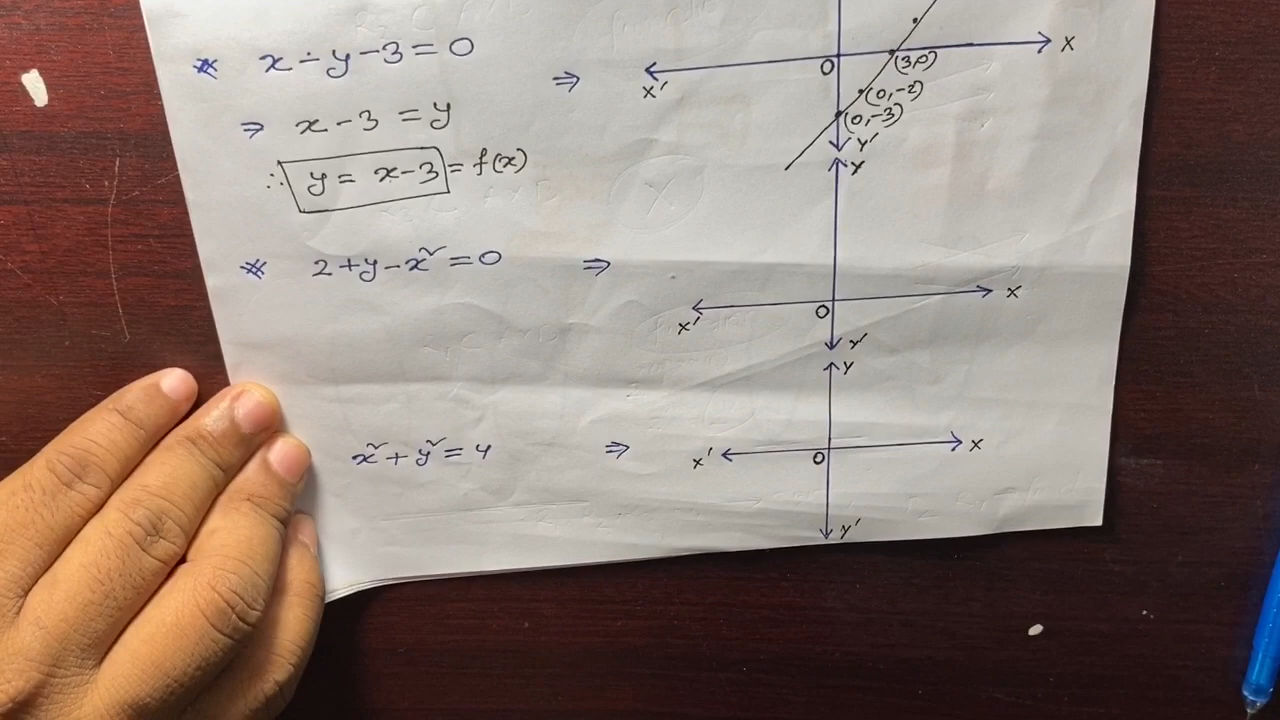 * x - y - 3 = 0 ⇒
⇒ x - 3 = y
∴ y = x - 3 = f(x)
X' O X
(3,0)
(0,-2)
(0,-3)
Y'
* 2 + y - x² = 0 ⇒
Y
X' O X
Y'
x² + y² = 4 ⇒
Y
X' O X
Y'